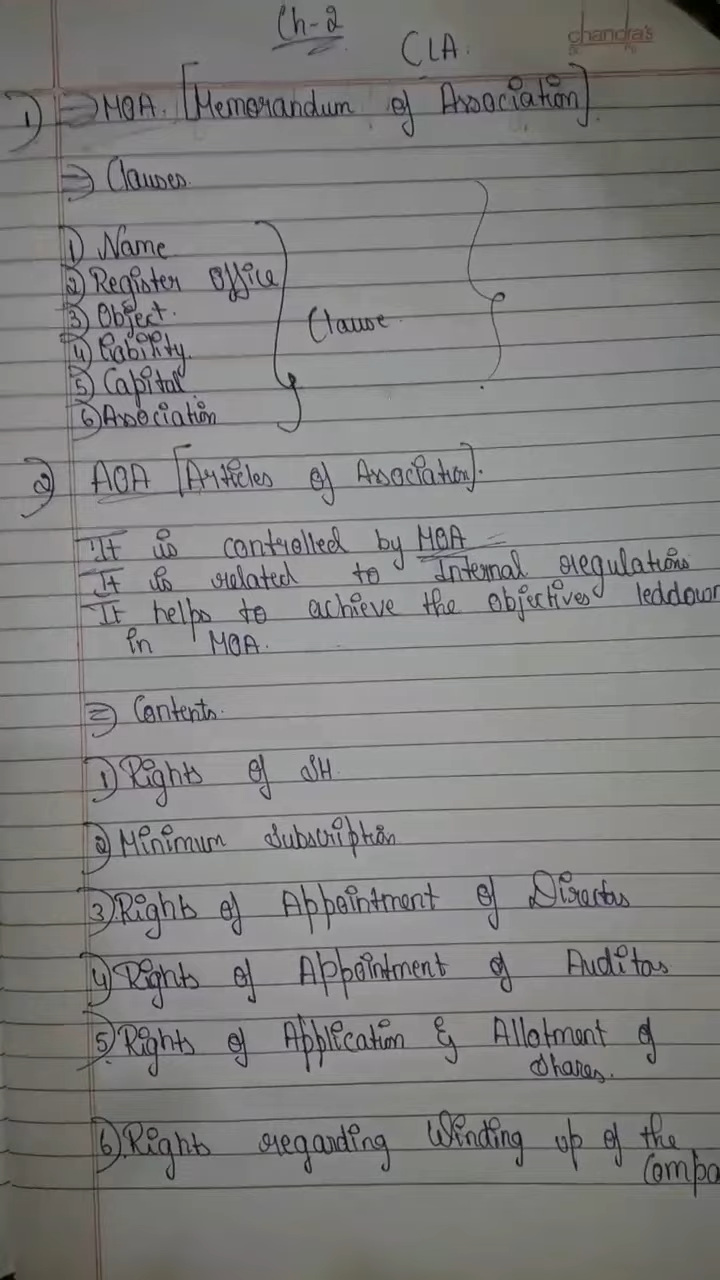 Ch-2
CLA.
chandra's
1) ⇒ MOA. [Memorandum of Association].
⇒ Clauses.
1) Name
2) Register Office
3) Object.
4) Liability.
5) Capital
6) Association
Clause.
2) AOA [Articles of Association].
It is controlled by MOA
It is related to Internal regulations
It helps to achieve the objectives leddown
in MOA.
⇒ Contents.
1) Rights of SH.
2) Minimum Subscription
3) Rights of Appointment of Directors
4) Rights of Appointment of Auditors
5) Rights of Application & Allotment of
Shares.
6) Rights regarding Winding up of the
Compa